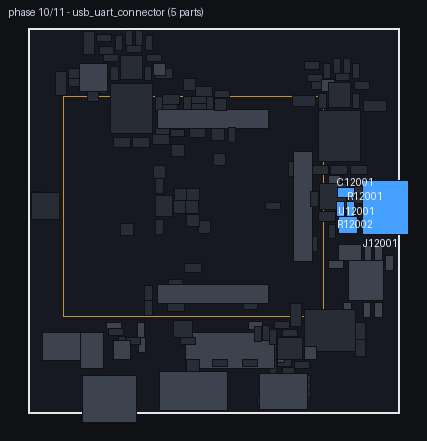 phase 10/11 - usb_uart_connector (5 parts)
C12001
R12001
U12001
R12002
J12001